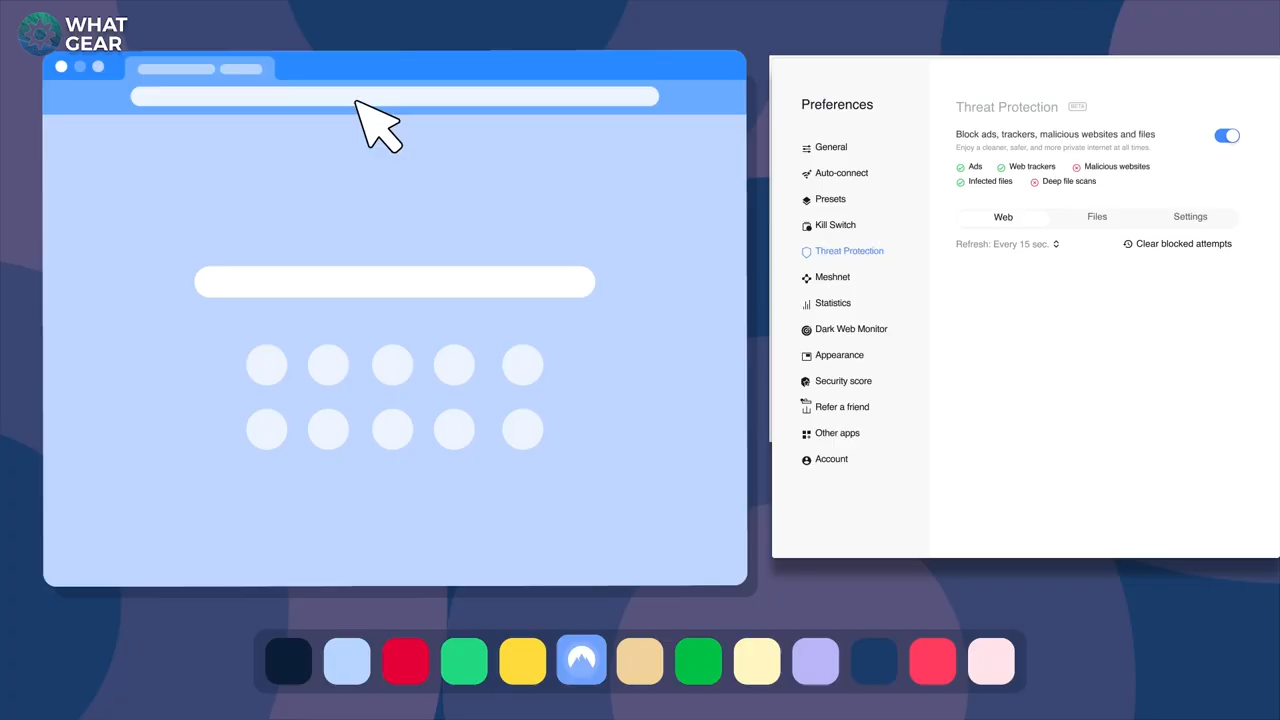 WHAT
GEAR
Preferences
General
Auto-connect
Presets
Kill Switch
Threat Protection
Meshnet
Statistics
Dark Web Monitor
Appearance
Security score
Refer a friend
Other apps
Account
Threat Protection BETA
Block ads, trackers, malicious websites and files
Enjoy a cleaner, safer, and more private internet at all times.
Ads Web trackers Malicious websites
Infected files Deep file scans
Web Files Settings
Refresh: Every 15 sec. Clear blocked attempts